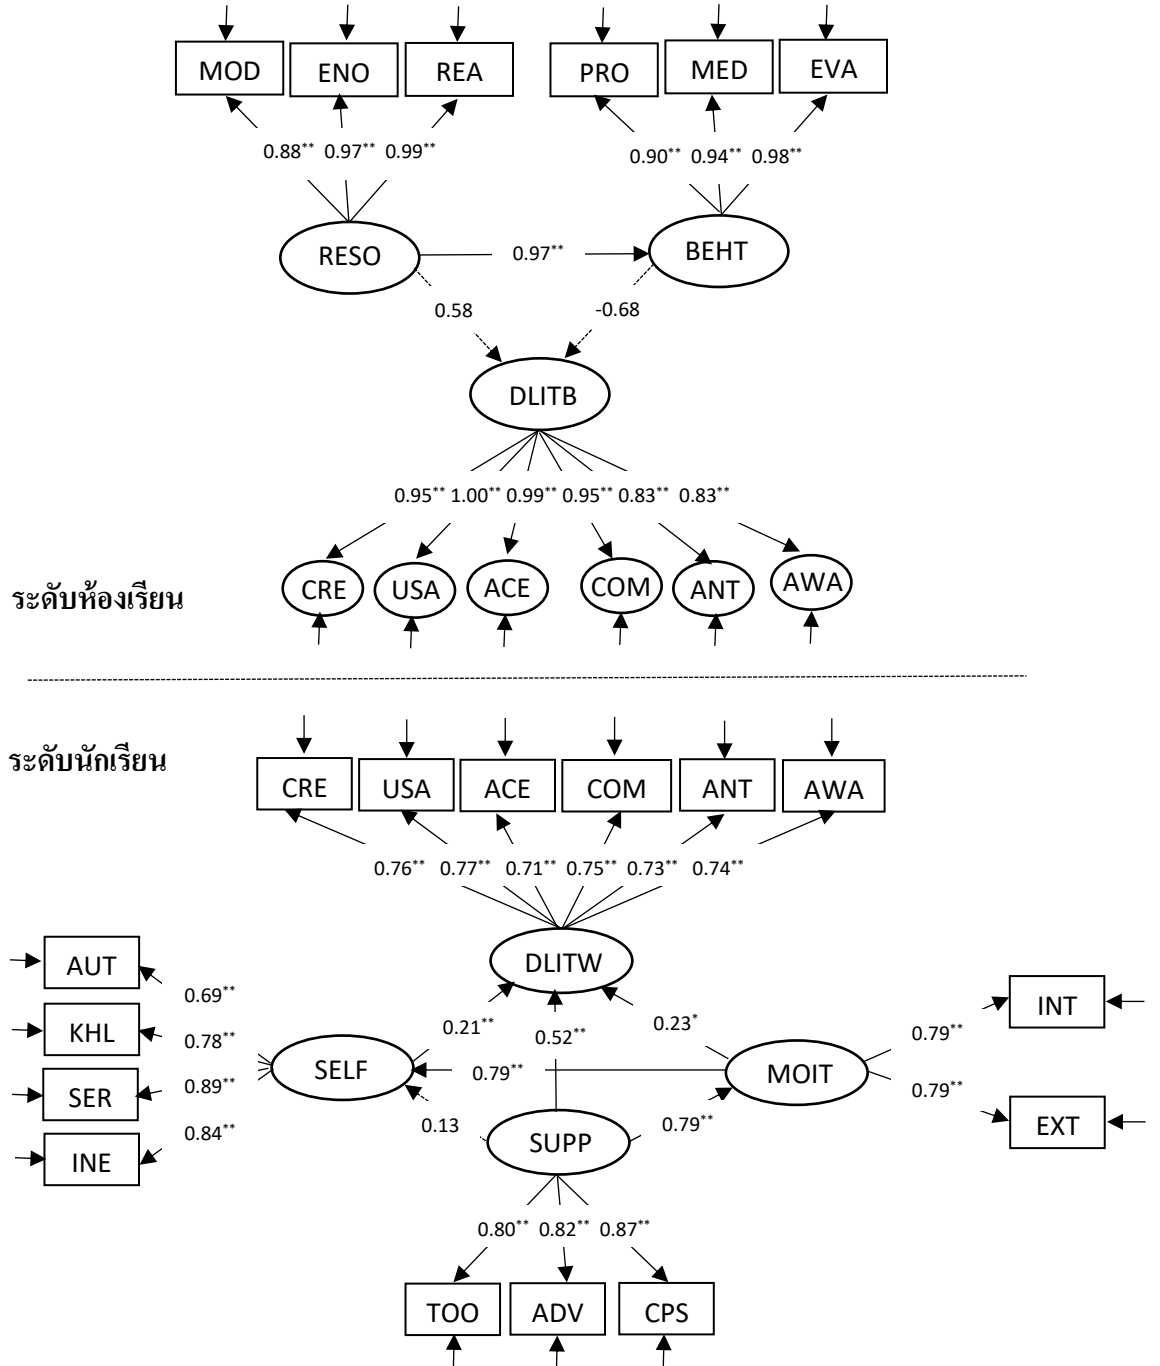 MOD ENO REA PRO MED EVA
0.88** 0.97** 0.99** 0.90** 0.94** 0.98**
RESO 0.97** BEHT
0.58 -0.68
DLITB
0.95** 1.00** 0.99** 0.95** 0.83** 0.83**
ระดับห้องเรียน CRE USA ACE COM ANT AWA
ระดับนักเรียน
CRE USA ACE COM ANT AWA
0.76** 0.77** 0.71** 0.75** 0.73** 0.74**
AUT DLITW
0.69** INT
KHL 0.78** 0.21** 0.52** 0.23* 0.79**
SELF 0.79** MOIT
SER 0.89** 0.79**
0.84** 0.13 SUPP 0.79** EXT
INE
0.80** 0.82** 0.87**
TOO ADV CPS